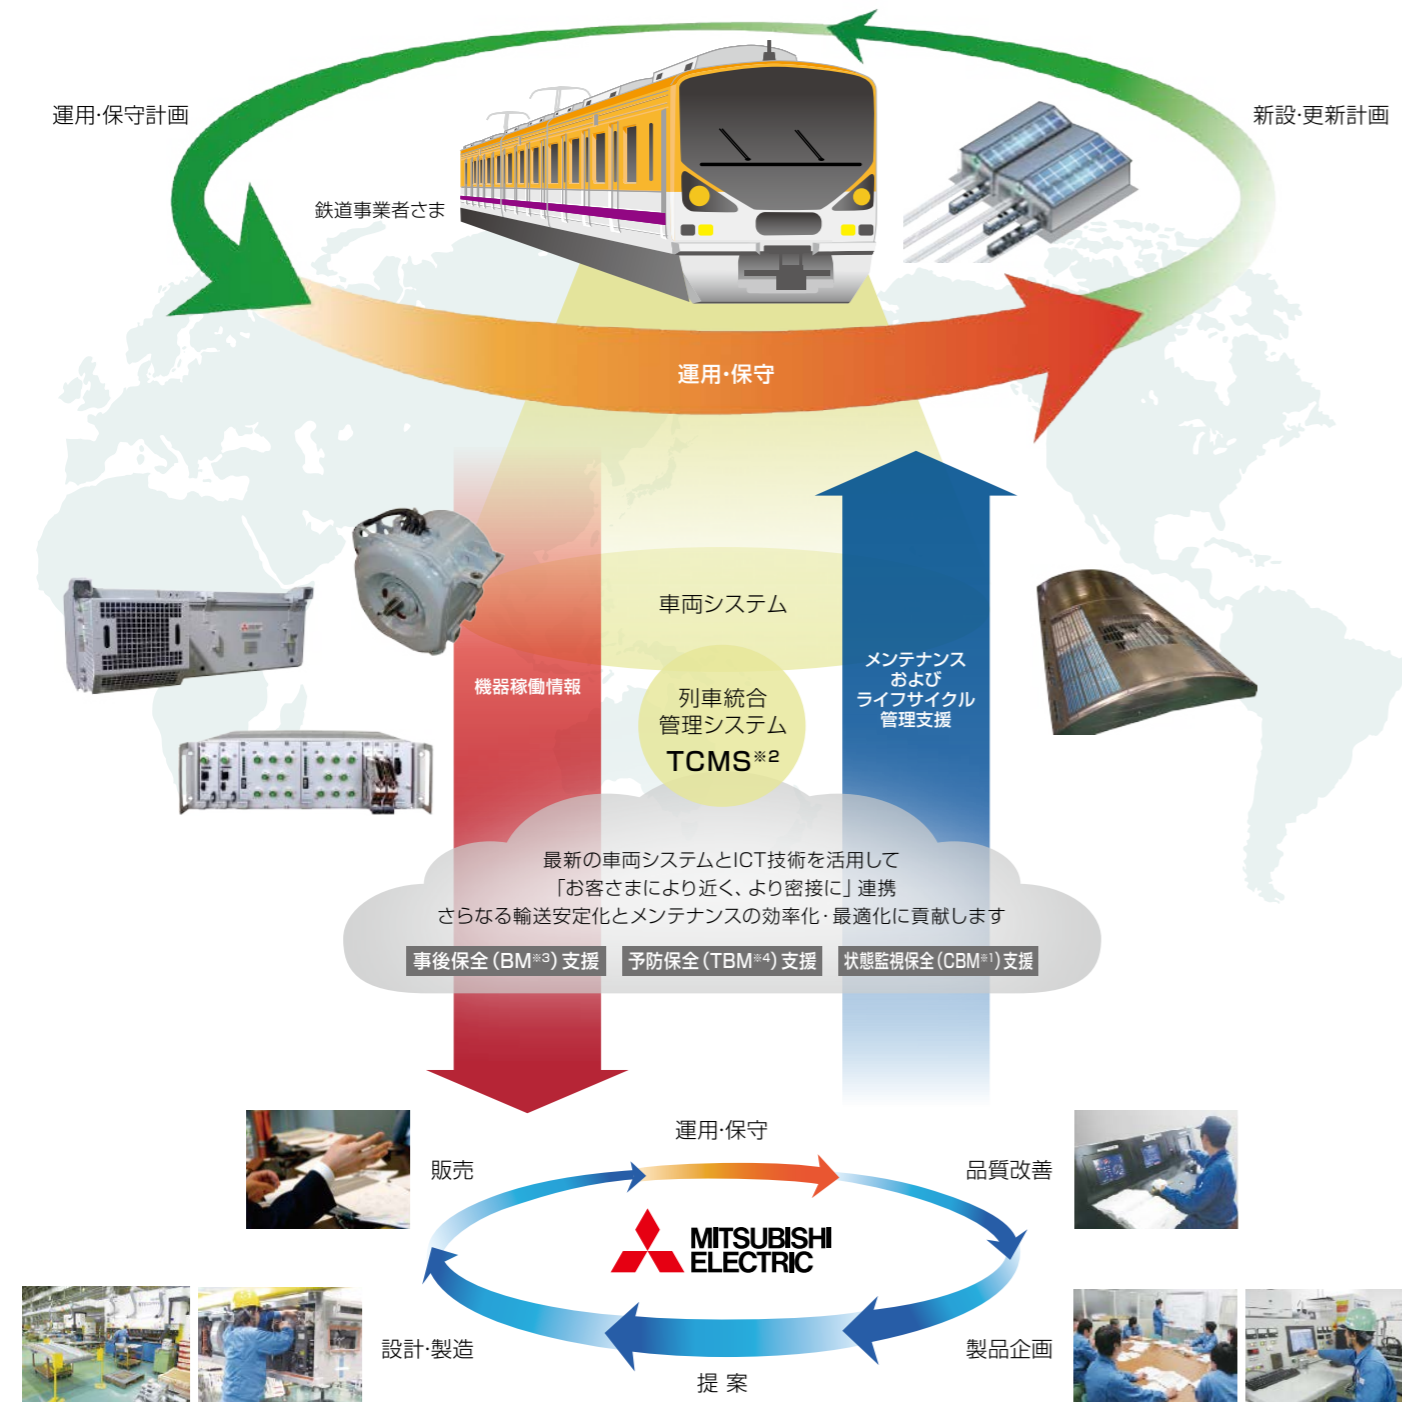 運用・保守計画
新設・更新計画
鉄道事業者さま
運用・保守
車両システム
機器稼働情報
列車統合
管理システム
TCMS※2
メンテナンス
および
ライフサイクル
管理支援
最新の車両システムとICT技術を活用して
「お客さまにより近く、より密接に」連携
さらなる輸送安定化とメンテナンスの効率化・最適化に貢献します
事後保全(BM※3)支援
予防保全(TBM※4)支援
状態監視保全(CBM※1)支援
運用・保守
販売
品質改善
MITSUBISHI
ELECTRIC
設計・製造
製品企画
提 案